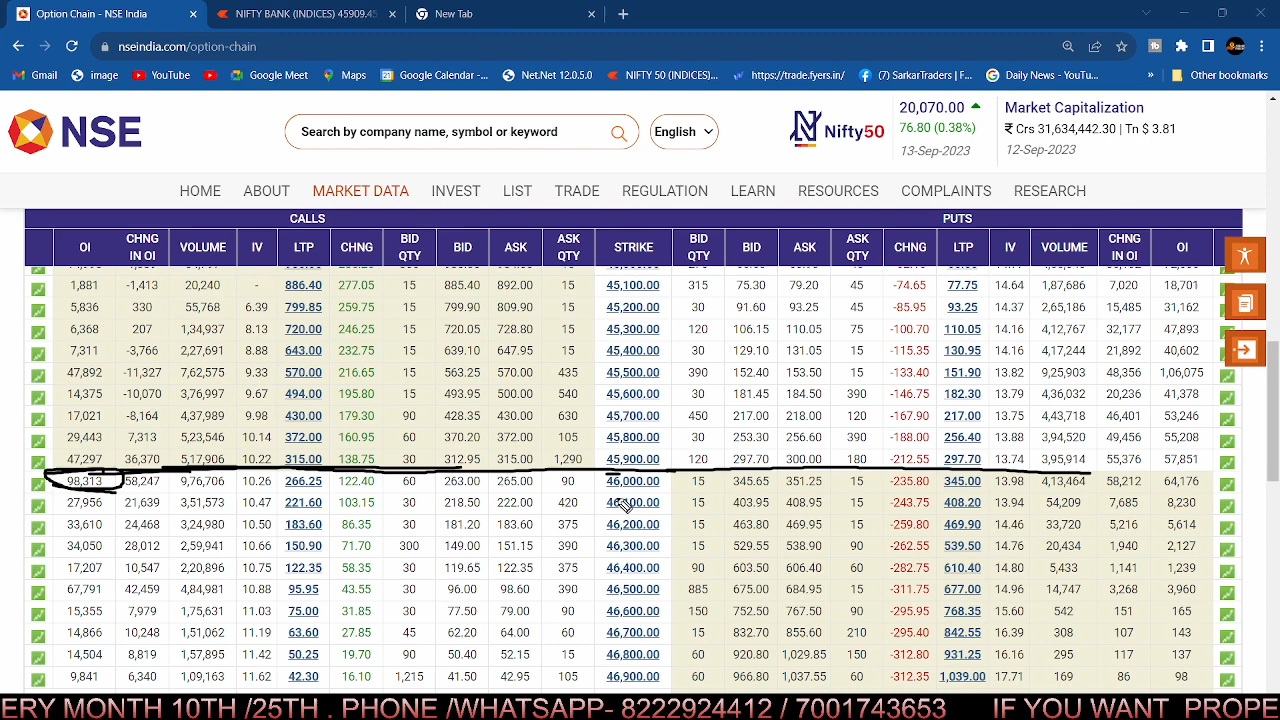 Option Chain - NSE India
NIFTY BANK (INDICES) 45909.45
New Tab
nseindia.com/option-chain
Gmail image YouTube Google Meet Maps Google Calendar -... Net.Net 12.0.5.0 NIFTY 50 (INDICES)... https://trade.fyers.in/ (7) Samunders | F... Daily News - YouTu... » Other bookmarks
NSE
Search by company name, symbol or keyword
English
Nifty50
20,070.00
76.80 (0.38%)
13-Sep-2023
Market Capitalization
₹ Crs 31,634,442.30 | Tn $ 3.81
12-Sep-2023
HOME ABOUT MARKET DATA INVEST LIST TRADE REGULATION LEARN RESOURCES COMPLAINTS RESEARCH
CALLS PUTS
OI CHNG IN OI VOLUME IV LTP CHNG BID QTY BID ASK ASK QTY STRIKE BID QTY BID ASK ASK QTY CHNG LTP IV VOLUME CHNG IN OI OI
1,881 -1,413 20,240 - 886.40 277.05 15 885.40 892.00 15 45,100.00 315 75.30 79.20 45 -74.65 77.75 14.64 1,87,686 7,020 18,701
5,836 330 55,768 6.39 799.85 259.75 15 479.90 809.90 15 45,200.00 30 91.60 93.25 45 -85.95 93.25 14.37 2,65,186 15,485 31,162
6,368 207 1,34,937 8.13 720.00 246.25 15 720.05 728.80 15 45,300.00 120 106.15 110.05 75 -100.70 110.05 14.16 4,12,767 32,177 47,893
7,311 -3,766 2,27,691 8.88 643.00 232.75 15 639.10 647.95 15 45,400.00 30 129.10 131.05 75 -115.35 130.95 14.16 4,17,244 21,892 40,602
47,892 -11,327 7,62,575 9.33 570.00 216.65 15 563.25 570.00 435 45,500.00 390 152.40 153.50 75 -133.40 151.90 13.82 9,25,903 48,356 1,06,075
14,375 -10,070 3,76,997 9.67 494.00 195.80 15 493.95 500.00 540 45,600.00 30 181.45 184.50 390 -146.75 182.30 13.79 4,36,032 20,236 41,378
17,021 -8,164 4,37,989 9.98 430.00 179.30 90 428.35 430.00 630 45,700.00 450 217.00 218.00 120 -167.90 217.00 13.75 4,43,718 46,401 53,246
29,443 7,313 5,23,546 10.14 372.00 160.95 60 370.20 372.00 105 45,800.00 30 253.30 256.60 390 -188.00 256.40 13.88 3,94,520 49,456 55,208
47,297 36,370 5,17,906 10.22 315.00 138.75 30 312.95 315.00 1,290 45,900.00 120 297.70 300.00 180 -212.55 297.70 13.74 3,95,914 55,376 57,851
98,313 58,247 9,76,706 10.26 266.25 122.40 60 263.00 265.00 90 46,000.00 15 345.65 351.25 15 -235.80 345.00 13.98 4,13,464 58,212 64,176
27,956 21,639 3,51,753 10.47 221.60 103.15 30 218.50 222.00 420 15 403.95 408.95 15 -243.35 408.20 13.94 54,209 7,685 8,230
33,610 24,468 3,24,980 10.50 183.60 86.35 30 181.20 183.60 375 46,200.00 15 463.80 469.95 15 -259.80 469.90 14.46 33,720 5,216 5,614
34,050 28,012 2,59,941 10.66 150.90 71.70 300 149.00 151.15 390 46,300.00 15 529.55 538.90 90 -262.55 539.50 14.76 20,434 1,940 2,127
17,207 10,547 2,20,896 10.75 122.35 58.35 30 119.65 122.35 375 46,400.00 90 603.50 606.40 60 -282.75 610.40 14.80 5,433 1,141 1,239
67,791 42,459 4,84,981 10.88 95.95 43.55 30 96.00 98.00 390 46,500.00 885 675.00 684.95 15 -311.75 677.00 14.96 14,747 3,268 3,960
15,355 7,979 1,75,631 11.03 75.00 31.85 30 77.50 79.00 90 46,600.00 150 752.50 767.50 90 -295.95 768.35 15.60 542 151 165
14,866 10,248 1,51,062 11.19 63.60 27.85 45 62.20 64.00 60 46,700.00 15 832.70 855.60 210 -295.40 842.55 16.39 308 107 143
14,504 8,819 1,57,895 11.42 50.25 19.70 90 50.40 52.15 15 46,800.00 60 920.80 1,029.85 150 -312.80 931.25 16.16 295 117 137
9,841 6,340 1,09,163 11.62 42.30 16.10 1,215 41.50 42.95 105 46,900.00 60 966.80 1,037.55 60 -312.35 1,039.00 17.71 169 86 98
ERY MONTH 10TH /25TH . PHONE /WHATSAPP- 8222924412 / 7001743653 IF YOU WANT PROPE